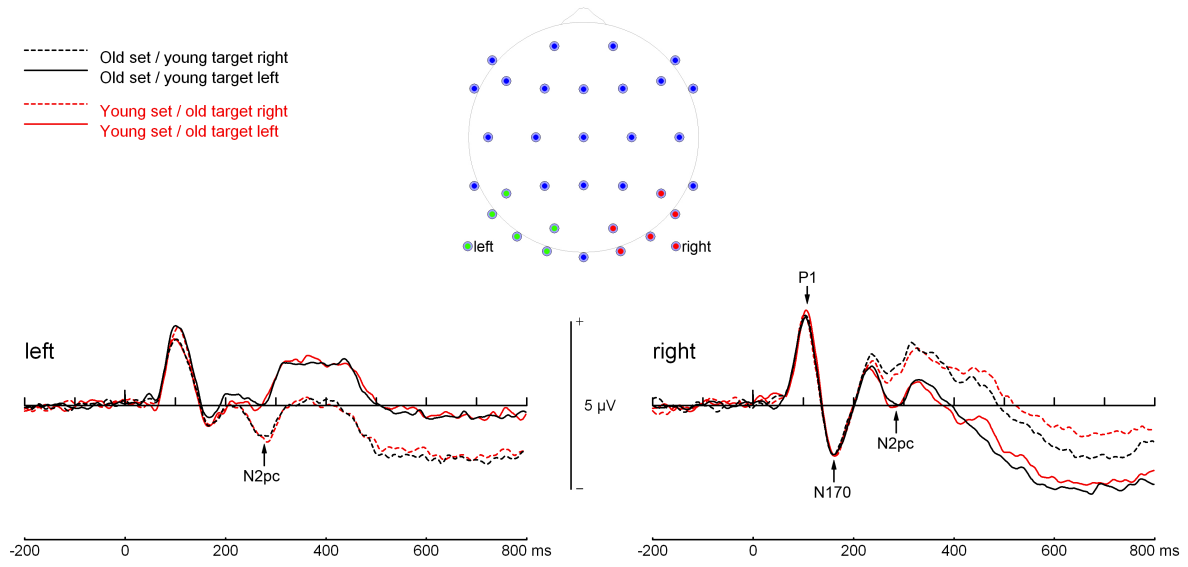 Old set / young target right
Old set / young target left
Young set / old target right
Young set / old target left
left
right
left
N2pc
+
5 µV
−
right
P1
N170
N2pc
-200 0 200 400 600 800 ms
-200 0 200 400 600 800 ms